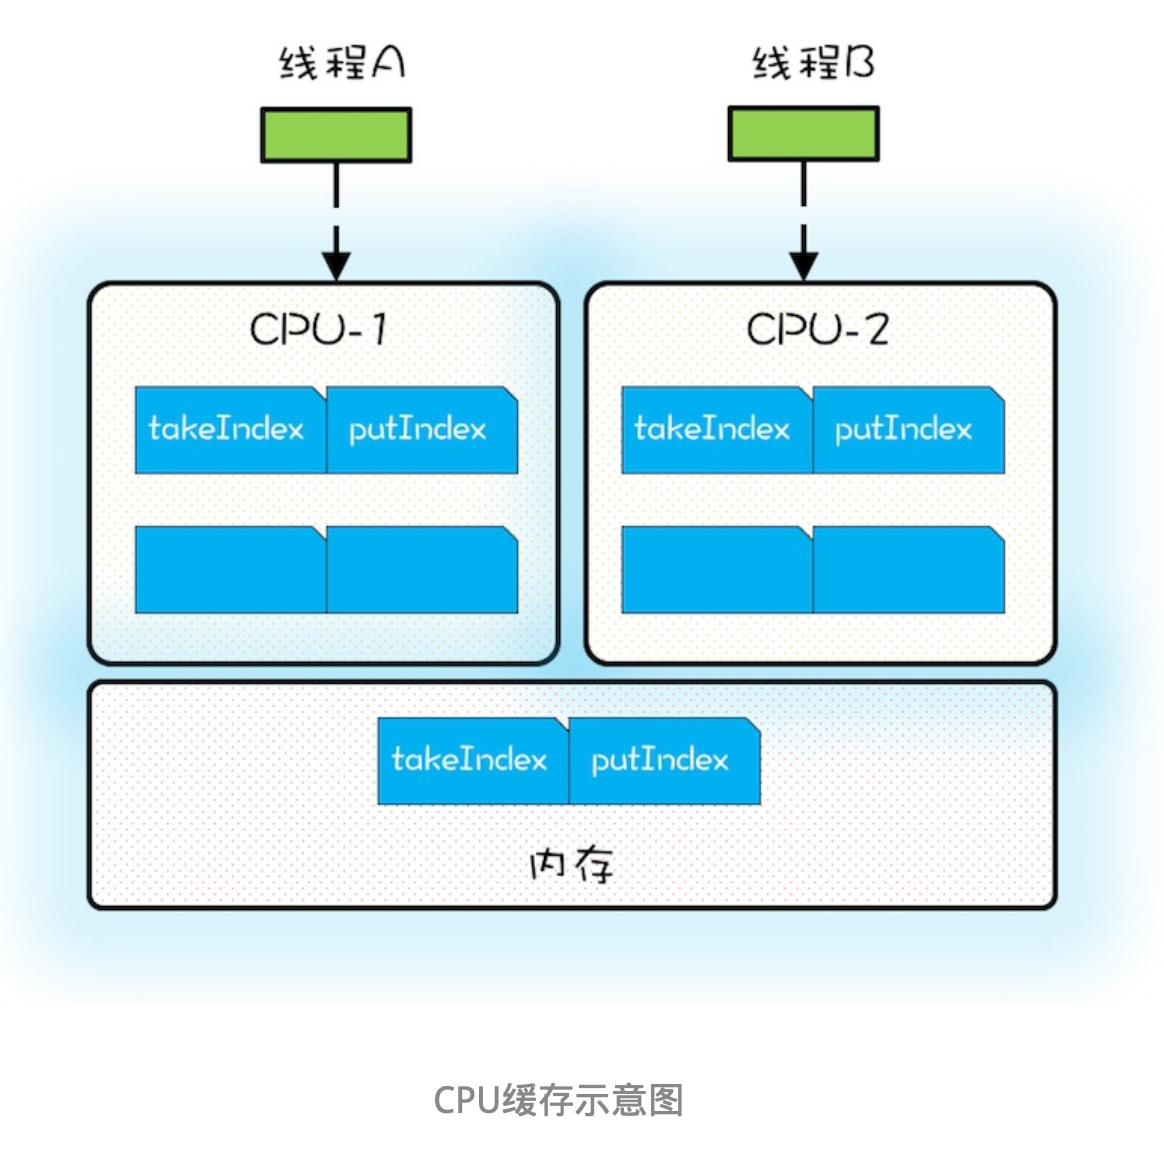 线程A
线程B
CPU-1
CPU-2
takeIndex putIndex
takeIndex putIndex
takeIndex putIndex
内存
CPU缓存示意图